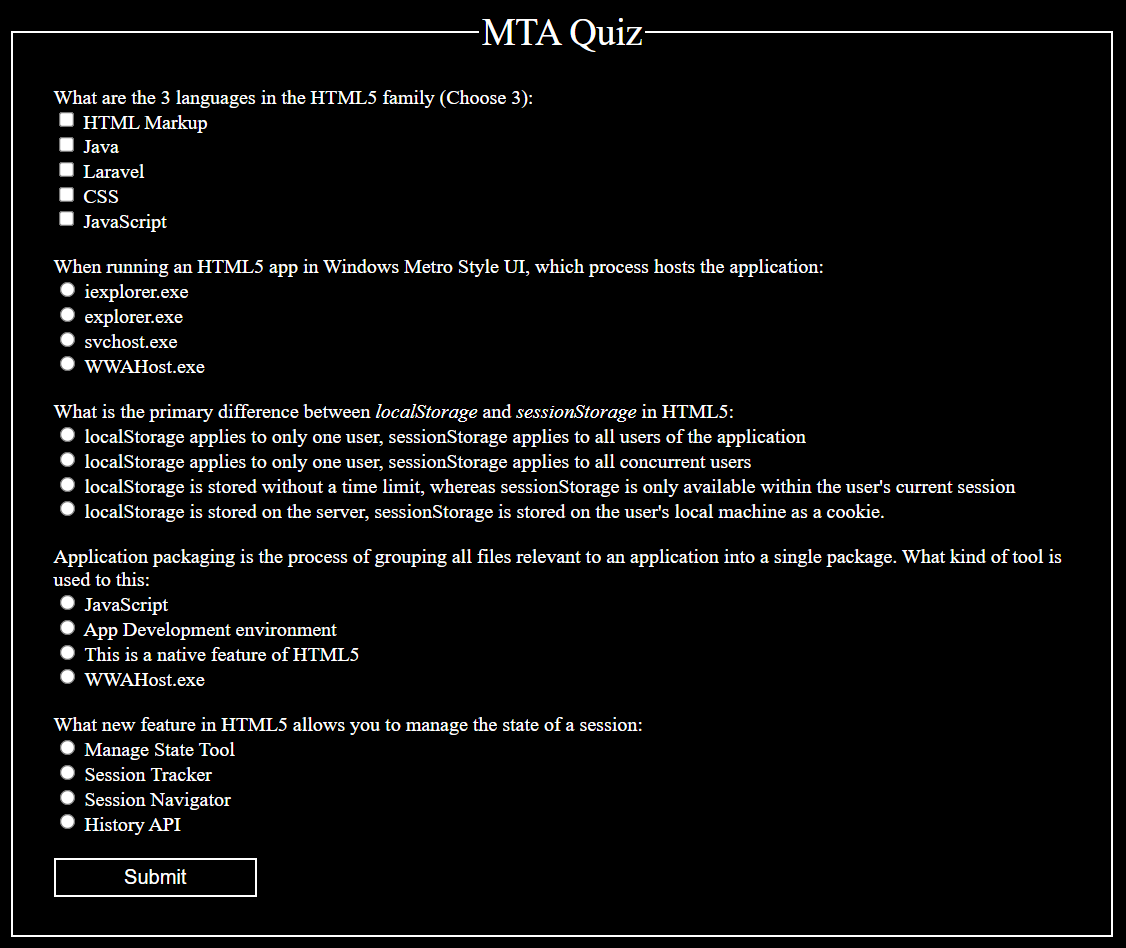 MTA Quiz
What are the 3 languages in the HTML5 family (Choose 3):
HTML Markup
Java
Laravel
CSS
JavaScript
When running an HTML5 app in Windows Metro Style UI, which process hosts the application:
iexplorer.exe
explorer.exe
svchost.exe
WWAHost.exe
What is the primary difference between localStorage and sessionStorage in HTML5:
localStorage applies to only one user, sessionStorage applies to all users of the application
localStorage applies to only one user, sessionStorage applies to all concurrent users
localStorage is stored without a time limit, whereas sessionStorage is only available within the user's current session
localStorage is stored on the server, sessionStorage is stored on the user's local machine as a cookie.
Application packaging is the process of grouping all files relevant to an application into a single package. What kind of tool is
used to this:
JavaScript
App Development environment
This is a native feature of HTML5
WWAHost.exe
What new feature in HTML5 allows you to manage the state of a session:
Manage State Tool
Session Tracker
Session Navigator
History API
Submit